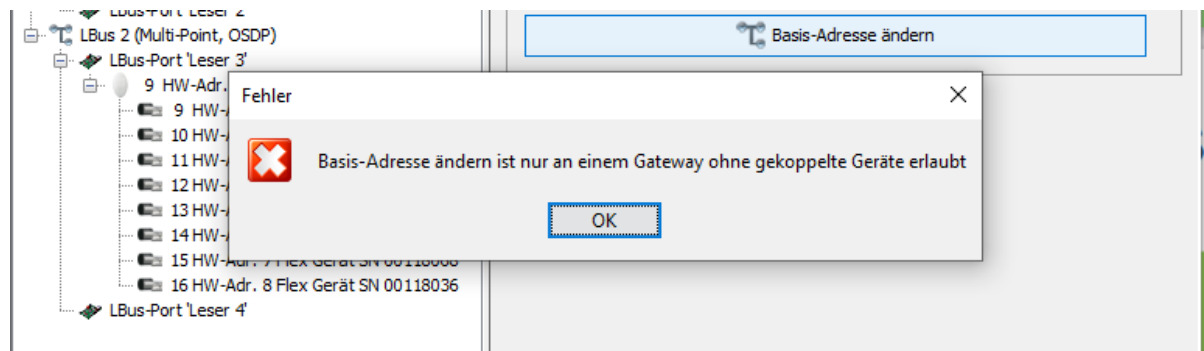 LBus-Port 'Leser 2'
LBus 2 (Multi-Point, OSDP)
Basis-Adresse ändern
LBus-Port 'Leser 3'
9 HW-Adr.
Fehler
9 HW-
10 HW-
11 HW-
12 HW-
13 HW-
14 HW-
Basis-Adresse ändern ist nur an einem Gateway ohne gekoppelte Geräte erlaubt
OK
15 HW-Adr. 7 Flex Gerät SN 00118068
16 HW-Adr. 8 Flex Gerät SN 00118036
LBus-Port 'Leser 4'